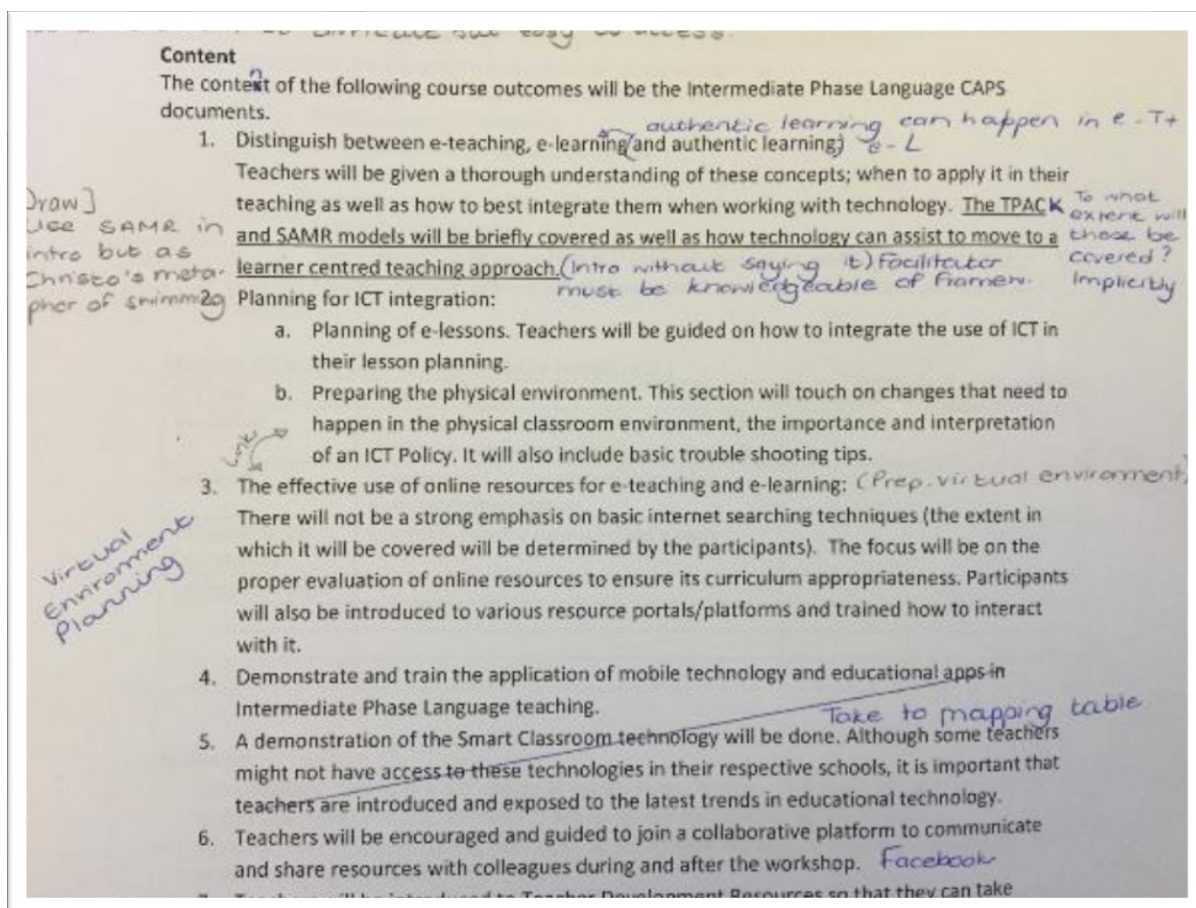 but easy to access.
Content
The content of the following course outcomes will be the Intermediate Phase Language CAPS
documents.
authentic learning can happen in e-T+
e-L
1. Distinguish between e-teaching, e-learning (and authentic learning)
Teachers will be given a thorough understanding of these concepts; when to apply it in their
teaching as well as how to best integrate them when working with technology. The TPACK
and SAMR models will be briefly covered as well as how technology can assist to move to a
learner centred teaching approach. (Intro without saying it) Facilitator
must be knowledgeable of framew.
To what
extent will
these be
covered?
Implicitly
Draw]
Use SAMR in
intro but as
Christo's meta-
phor of swimming
2. Planning for ICT integration:
a. Planning of e-lessons. Teachers will be guided on how to integrate the use of ICT in
their lesson planning.
b. Preparing the physical environment. This section will touch on changes that need to
happen in the physical classroom environment, the importance and interpretation
of an ICT Policy. It will also include basic trouble shooting tips.
link
3. The effective use of online resources for e-teaching and e-learning: (Prep. virtual environment)
There will not be a strong emphasis on basic internet searching techniques (the extent in
which it will be covered will be determined by the participants). The focus will be on the
proper evaluation of online resources to ensure its curriculum appropriateness. Participants
will also be introduced to various resource portals/platforms and trained how to interact
with it.
Virtual
Enviroment
Planning
4. Demonstrate and train the application of mobile technology and educational apps in
Intermediate Phase Language teaching.
Take to mapping table
5. A demonstration of the Smart Classroom technology will be done. Although some teachers
might not have access to these technologies in their respective schools, it is important that
teachers are introduced and exposed to the latest trends in educational technology.
6. Teachers will be encouraged and guided to join a collaborative platform to communicate
and share resources with colleagues during and after the workshop. Facebook
to Teacher Development Resources so that they can take